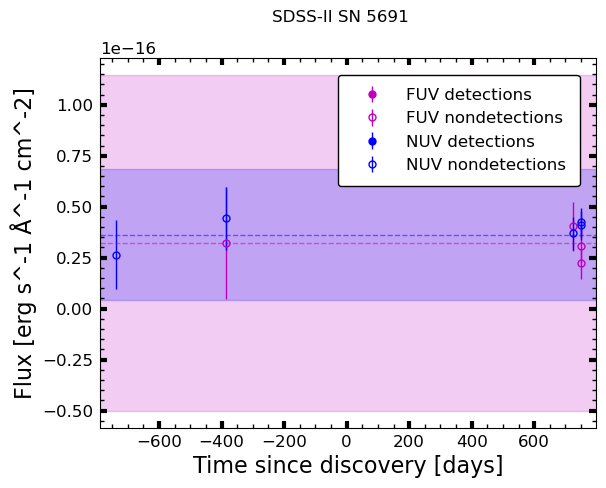 SDSS-II SN 5691
1e−16
FUV detections
FUV nondetections
NUV detections
NUV nondetections
1.00
0.75
0.50
0.25
0.00
−0.25
−0.50
Flux [erg s^-1 Å^-1 cm^-2]
−600 −400 −200 0 200 400 600
Time since discovery [days]